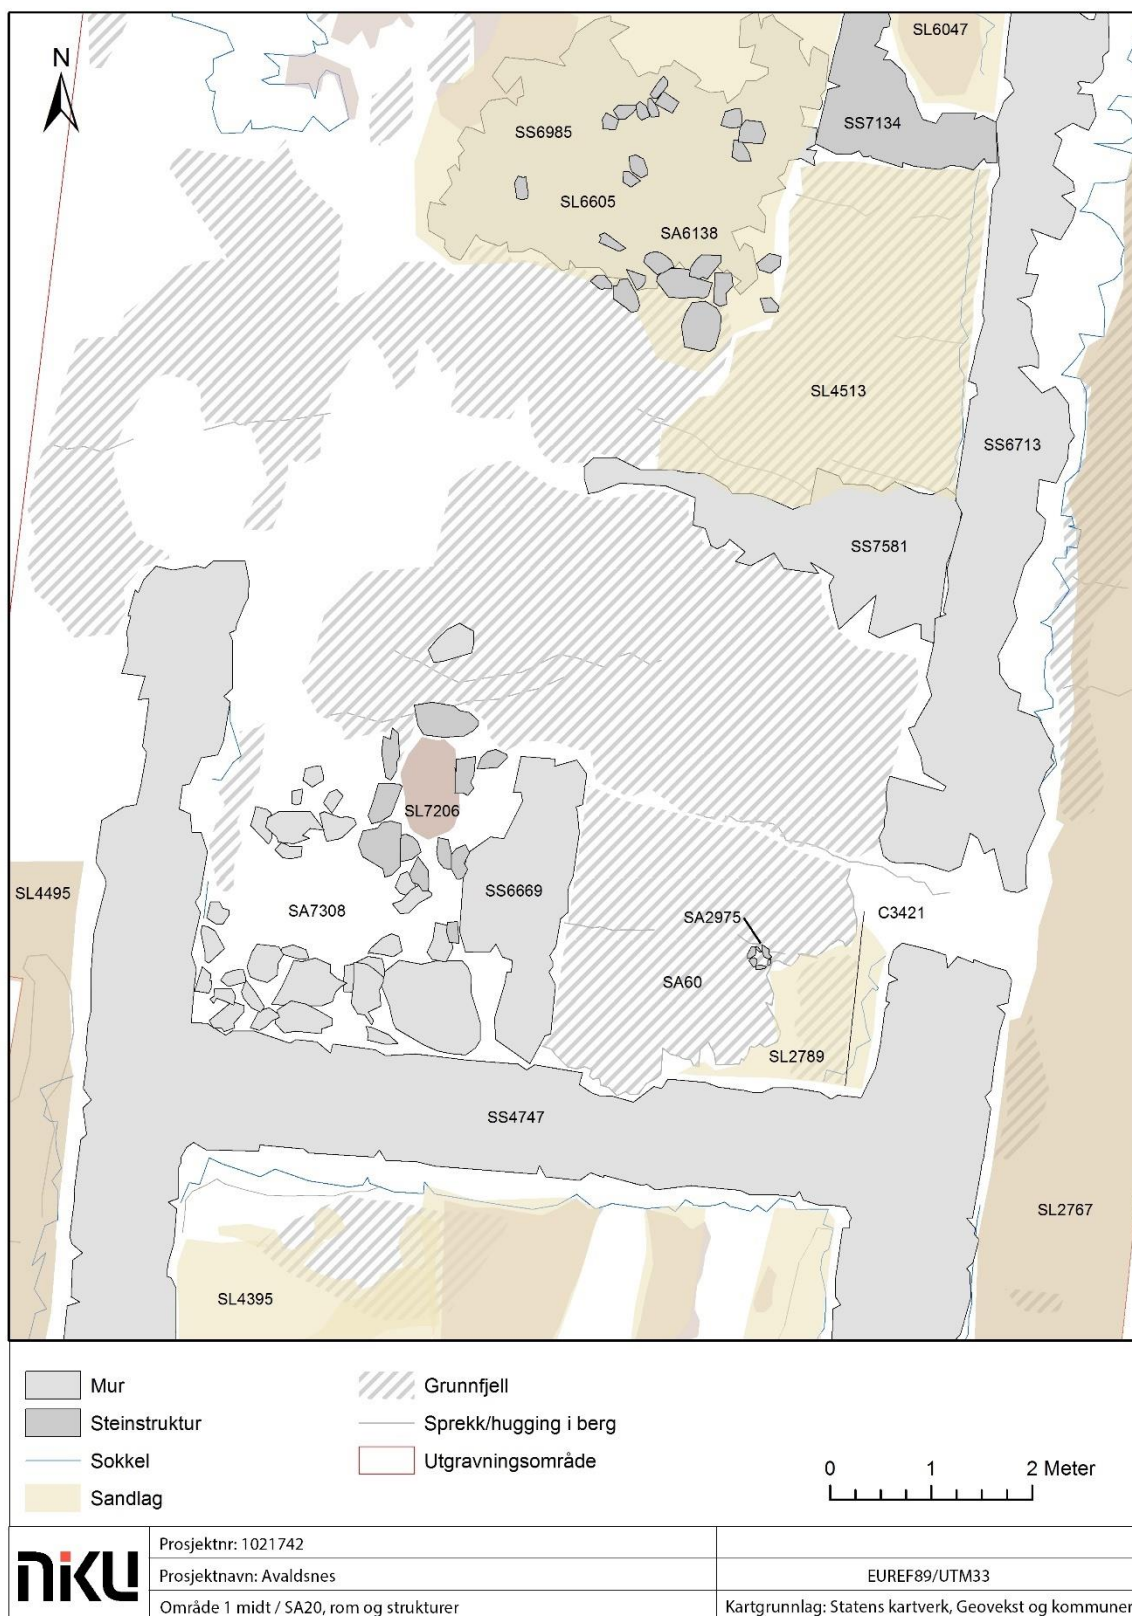 N
SL6047
SS7134
SS6985
SL6605
SA6138
SL4513
SS6713
SS7581
SL7206
SL4495
SS6669
SA7308
SA2975
C3421
SA60
SL2789
SS4747
SL2767
SL4395
Mur
Grunnfjell
Steinstruktur
Sprekk/hugging i berg
Sokkel
Utgravningsområde
Sandlag
0 1 2 Meter
NIKU
Prosjektnr: 1021742
Prosjektnavn: Avaldsnes
EUREF89/UTM33
Område 1 midt / SA20, rom og strukturer
Kartgrunnlag: Statens kartverk, Geovekst og kommuner